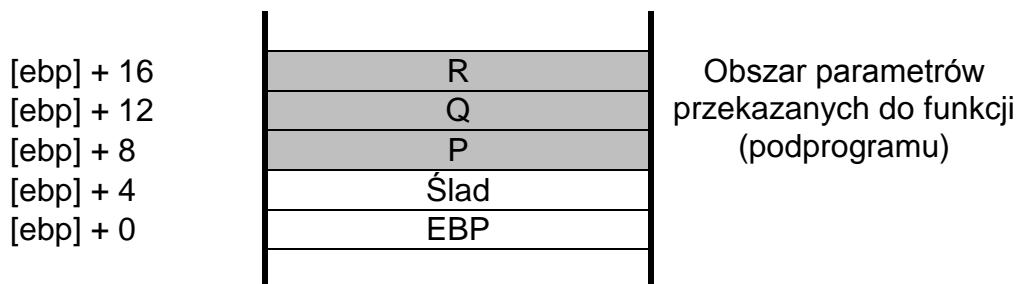 [ebp] + 16 R Obszar parametrów
[ebp] + 12 Q przekazanych do funkcji
[ebp] + 8 P (podprogramu)
[ebp] + 4 Ślad
[ebp] + 0 EBP